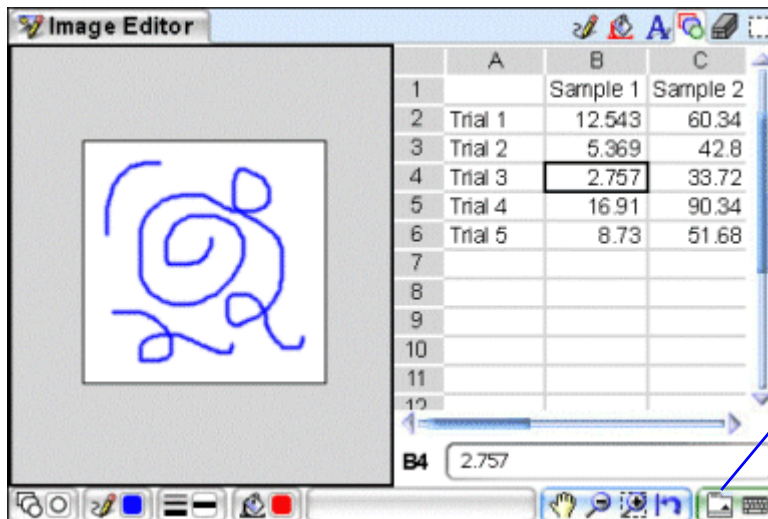 Image Editor
A B C
1 Sample 1 Sample 2
2 Trial 1 12.543 60.34
3 Trial 2 5.369 42.8
4 Trial 3 2.757 33.72
5 Trial 4 16.91 90.34
6 Trial 5 8.73 51.68
7
8
9
10
11
12
B4 2.757